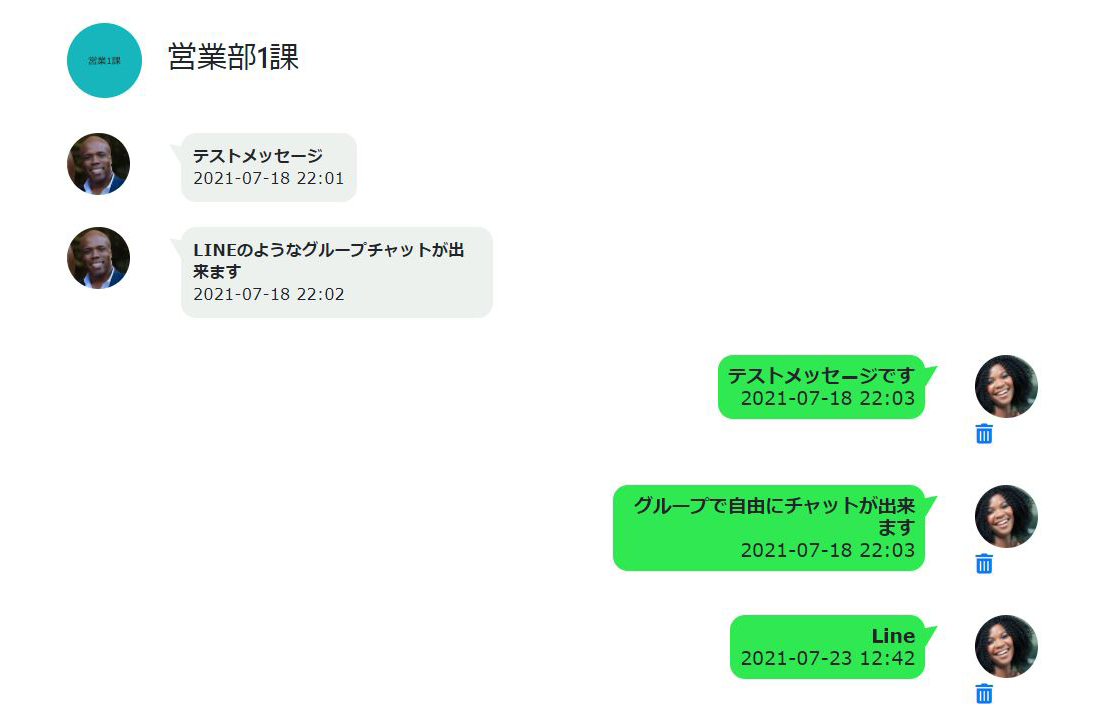 営業1課
営業部1課
テストメッセージ
2021-07-18 22:01
LINEのようなグループチャットが出
来ます
2021-07-18 22:02
テストメッセージです
2021-07-18 22:03
グループで自由にチャットが出来
ます
2021-07-18 22:03
Line
2021-07-23 12:42